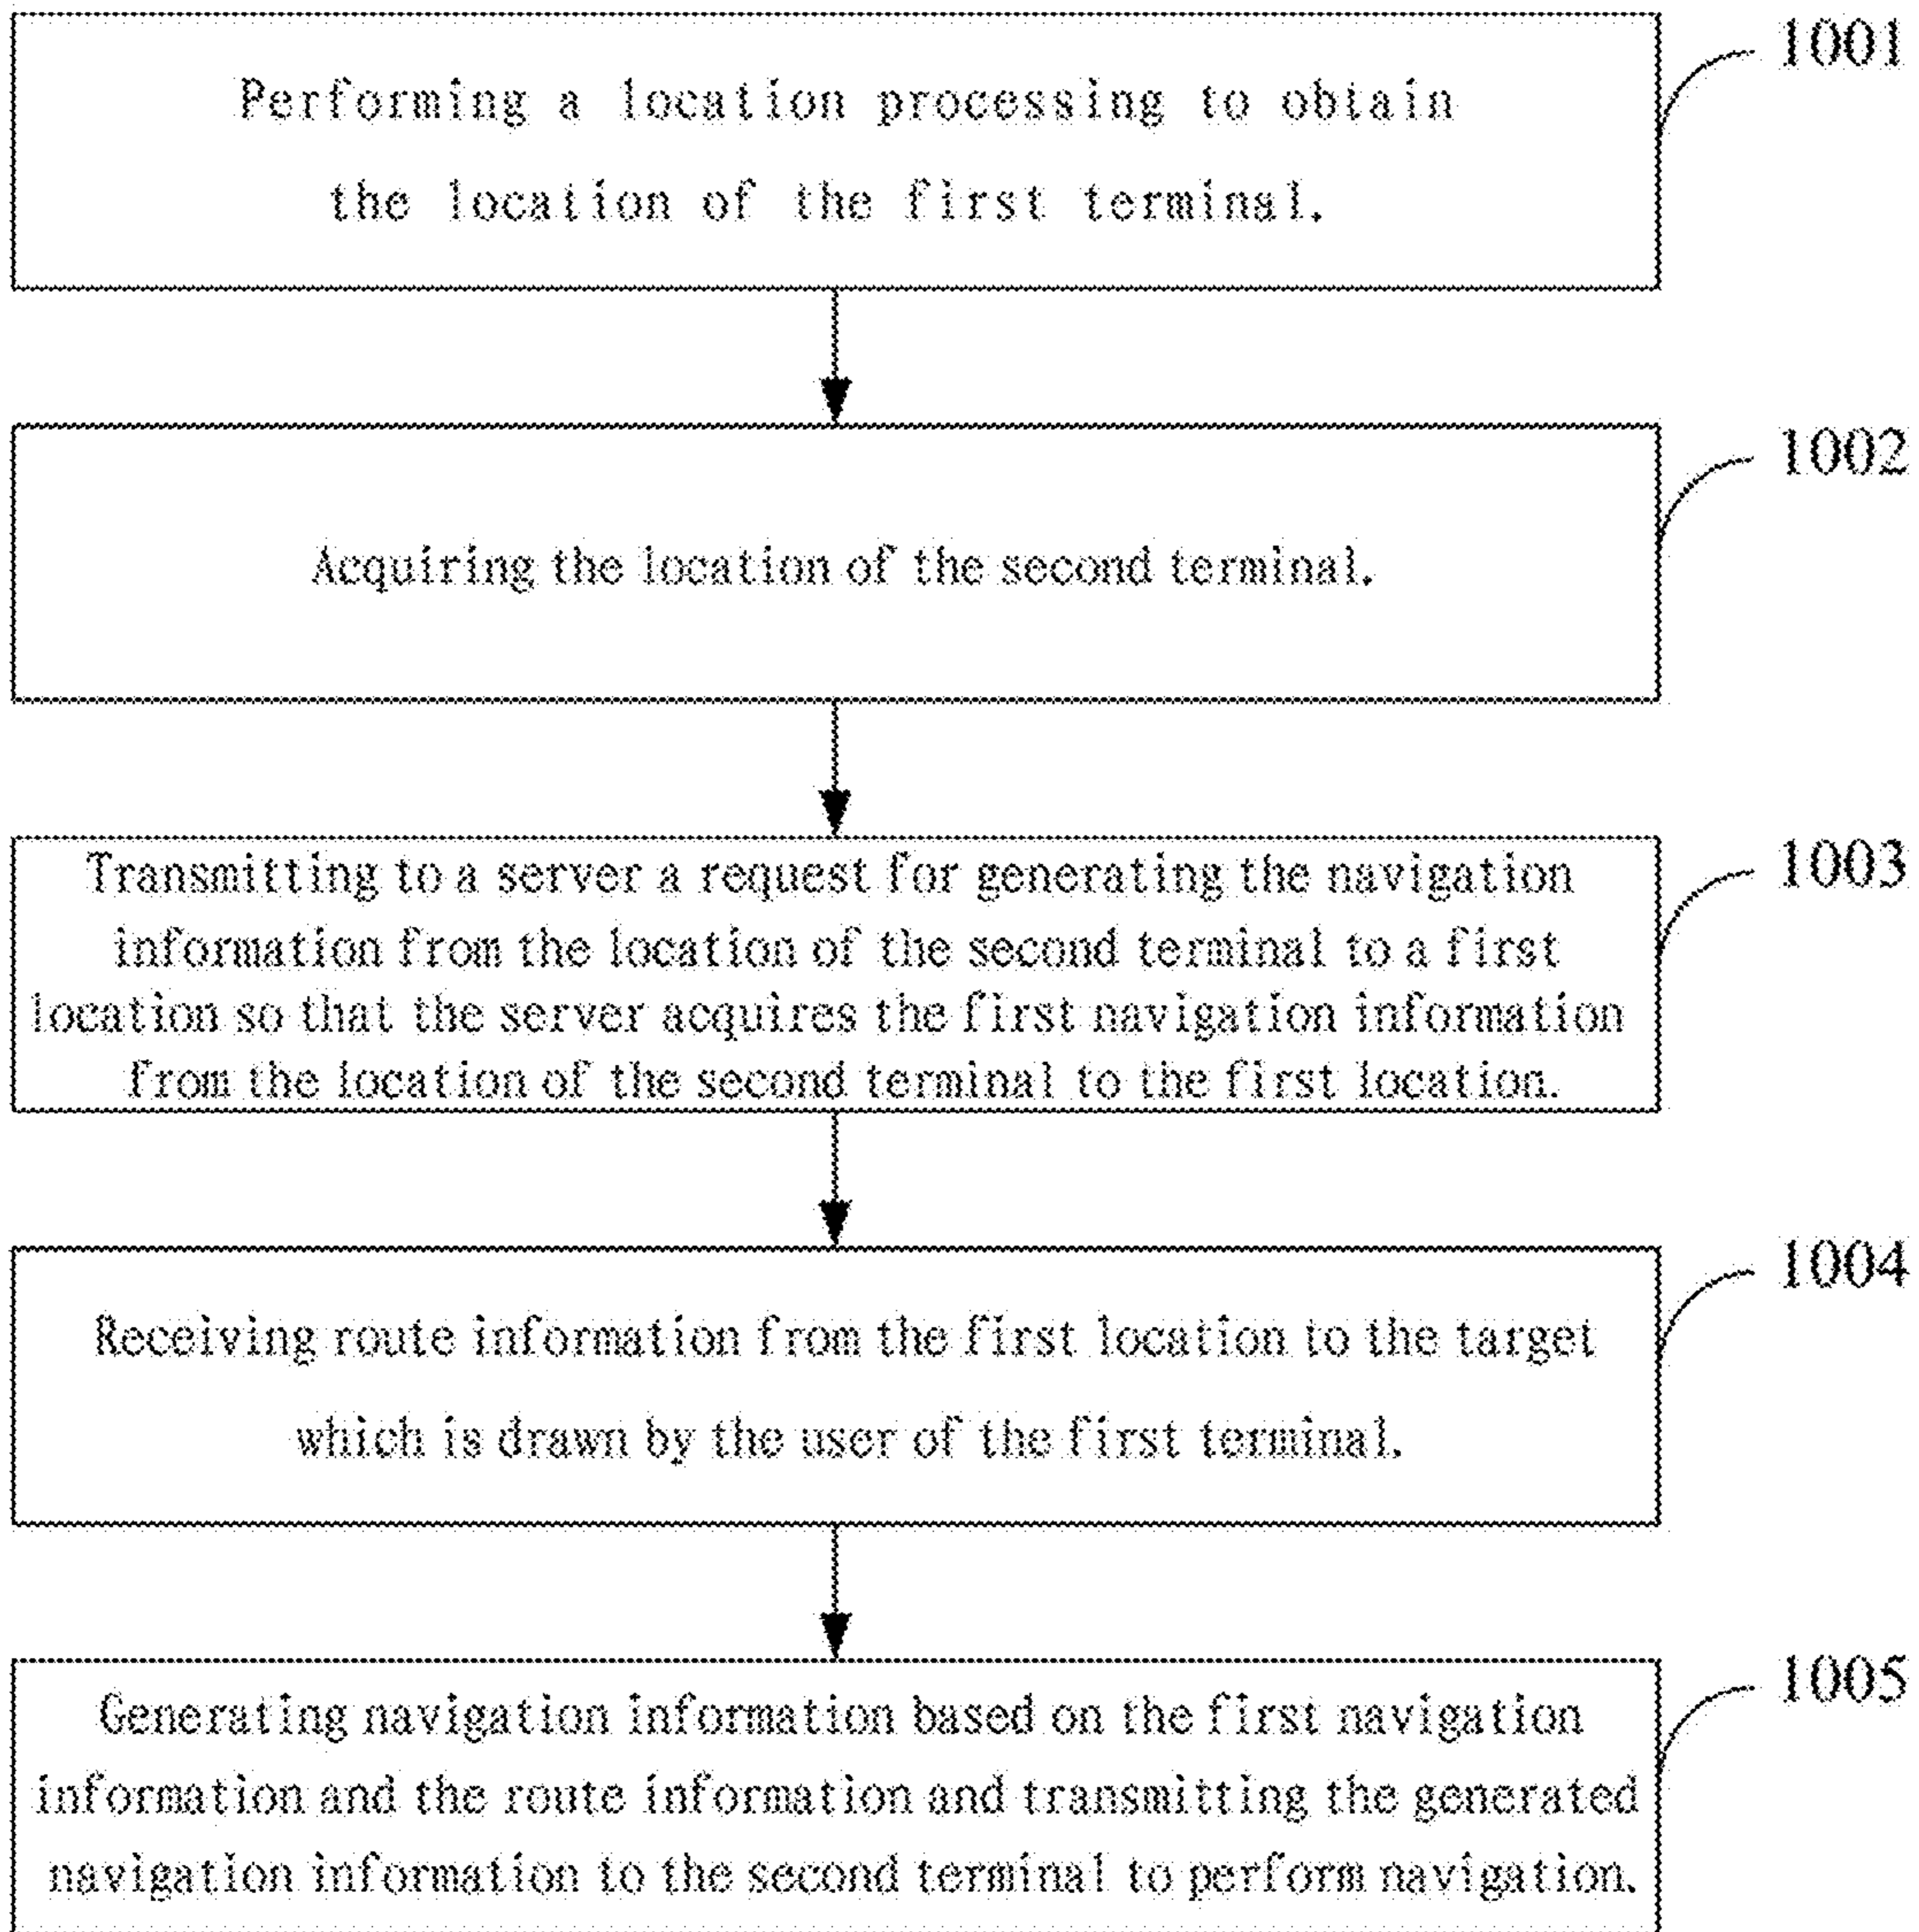 1001
Performing a location processing to obtain
the location of the first terminal.
1002
Acquiring the location of the second terminal.
1003
Transmitting to a server a request for generating the navigation
information from the location of the second terminal to a first
location so that the server acquires the first navigation information
from the location of the second terminal to the first location.
1004
Receiving route information from the first location to the target
which is drawn by the user of the first terminal.
1005
Generating navigation information based on the first navigation
information and the route information and transmitting the generated
navigation information to the second terminal to perform navigation.